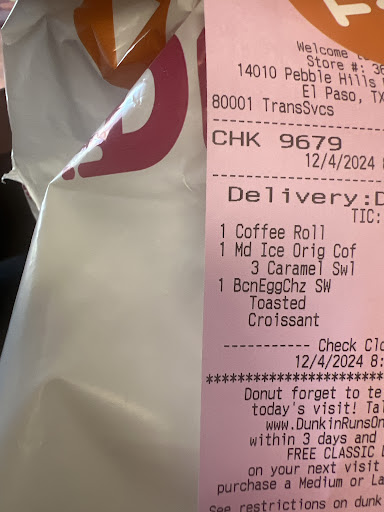 Welcome
Store #: 36
14010 Pebble Hills
El Paso, TX
80001 TransSvcs
CHK 9679
12/4/2024
Delivery:D
TIC:
1 Coffee Roll
1 Md Ice Orig Cof
3 Caramel Swl
1 BcnEggChz SW
Toasted
Croissant
----------- Check Clo
12/4/2024 8:
**************************
Donut forget to te
today's visit! Tal
www.DunkinRunsOn
within 3 days and
FREE CLASSIC
on your next visit
purchase a Medium or La
See restrictions on dunk